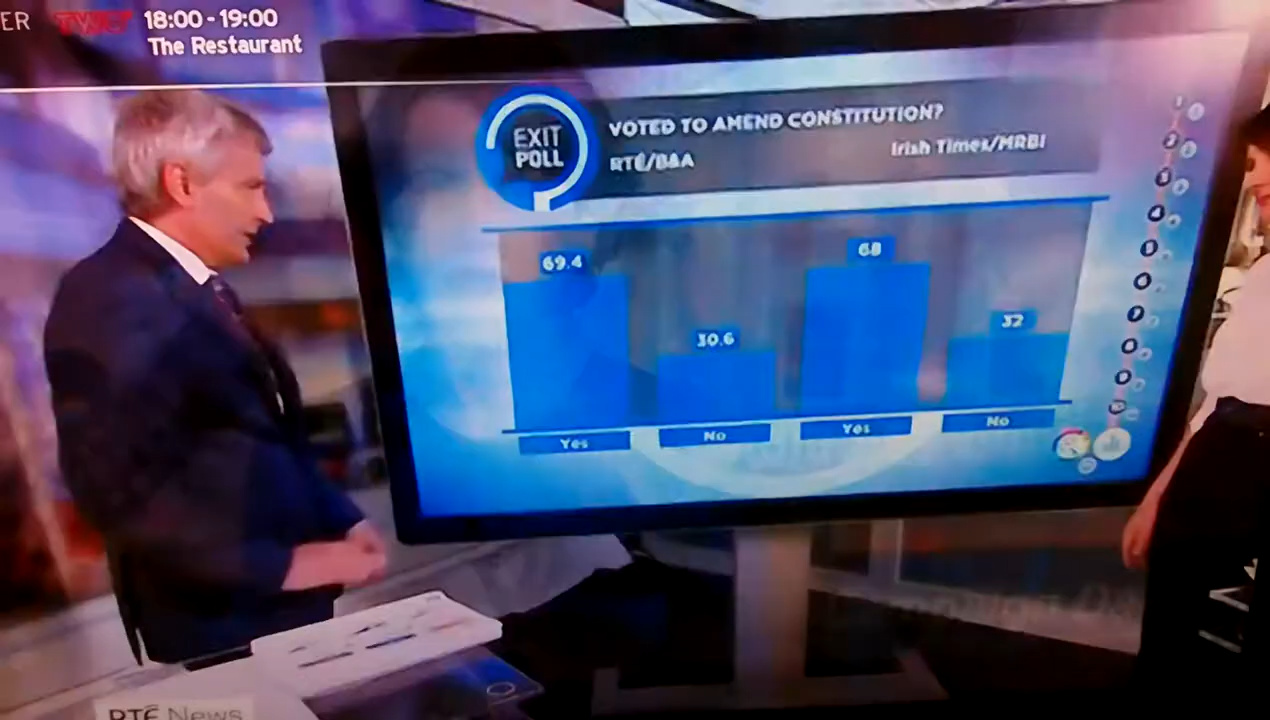 ER
18:00 - 19:00
The Restaurant
EXIT
POLL
VOTED TO AMEND CONSTITUTION?
RTÉ/B&A
Irish Times/MRBI
69.4
30.6
68
32
Yes
No
Yes
No
RTÉ News